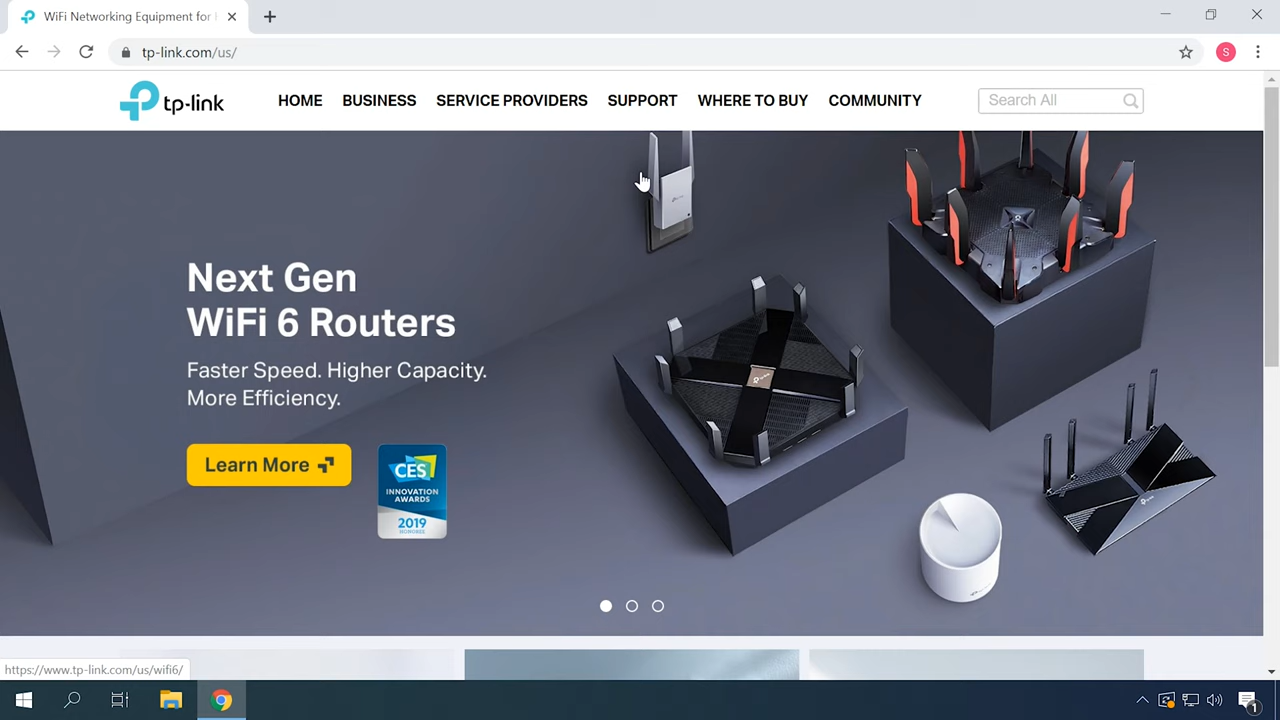 WiFi Networking Equipment for
tp-link.com/us/
S
tp-link
HOME
BUSINESS
SERVICE PROVIDERS
SUPPORT
WHERE TO BUY
COMMUNITY
Search All
Next Gen
WiFi 6 Routers
Faster Speed. Higher Capacity.
More Efficiency.
Learn More
CES
INNOVATION
AWARDS
2019
HONOREE
https://www.tp-link.com/us/wifi6/
1